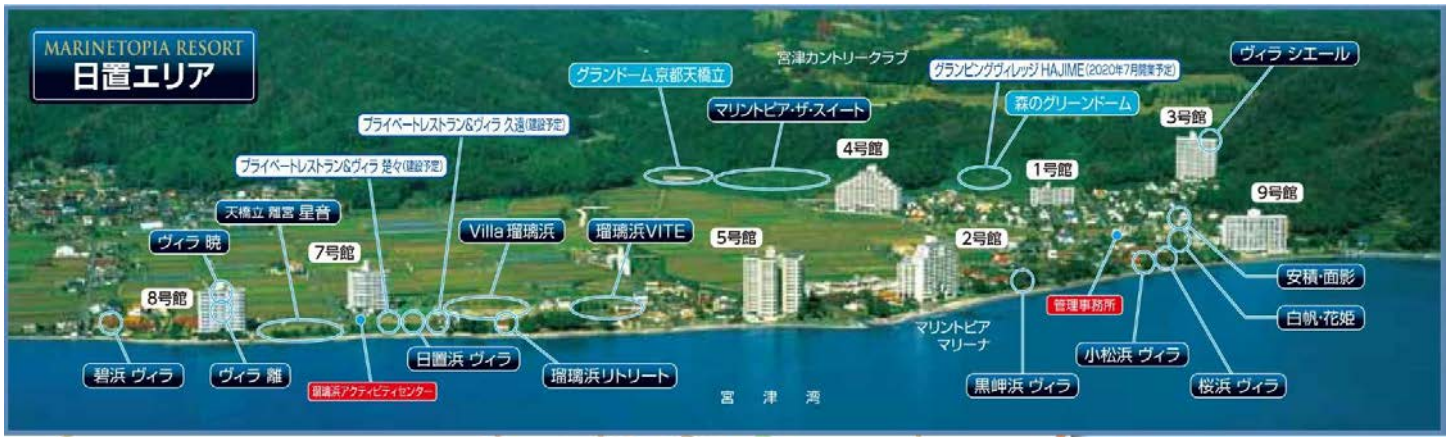 MARINETOPIA RESORT
日置エリア
グランドーム 京都天橋立
宮津カントリークラブ
グランピングヴィレッジ HAJIME(2020年7月開業予定)
ヴィラ シエール
マリントピア・ザ・スイート
森のグリーンドーム
プライベートレストラン&ヴィラ 久遠(建設予定)
3号館
4号館
1号館
プライベートレストラン&ヴィラ 楚々(建設予定)
9号館
天橋立 離宮 星音
ヴィラ 暁
7号館
Villa 瑠璃浜
瑠璃浜VITE
5号館
2号館
8号館
安積・面影
管理事務所
白帆・花姫
マリントピア
マリーナ
碧浜 ヴィラ
ヴィラ 離
日置浜 ヴィラ
瑠璃浜リトリート
小松浜 ヴィラ
瑠璃浜アクティビティセンター
黒岬浜 ヴィラ
桜浜 ヴィラ
宮津湾